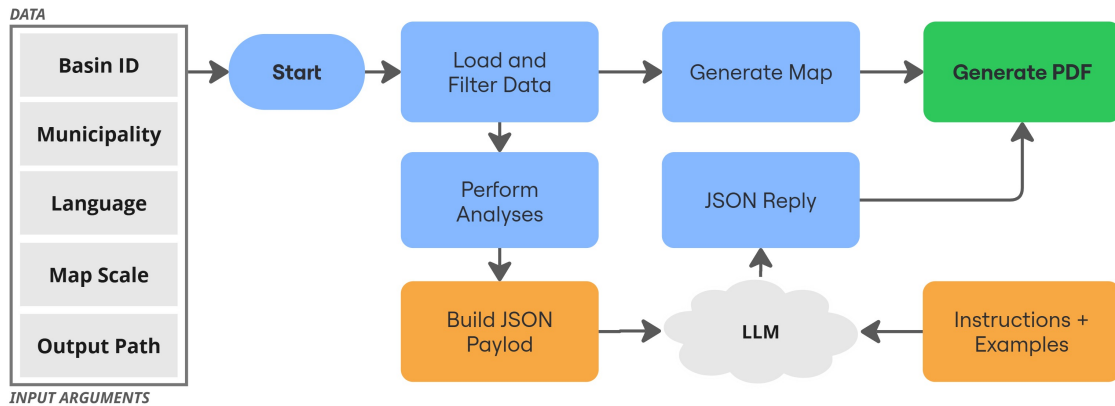 DATA
Basin ID
Municipality
Language
Map Scale
Output Path
INPUT ARGUMENTS
Start
Load and
Filter Data
Generate Map
Generate PDF
Perform
Analyses
JSON Reply
Build JSON
Paylod
LLM
Instructions +
Examples